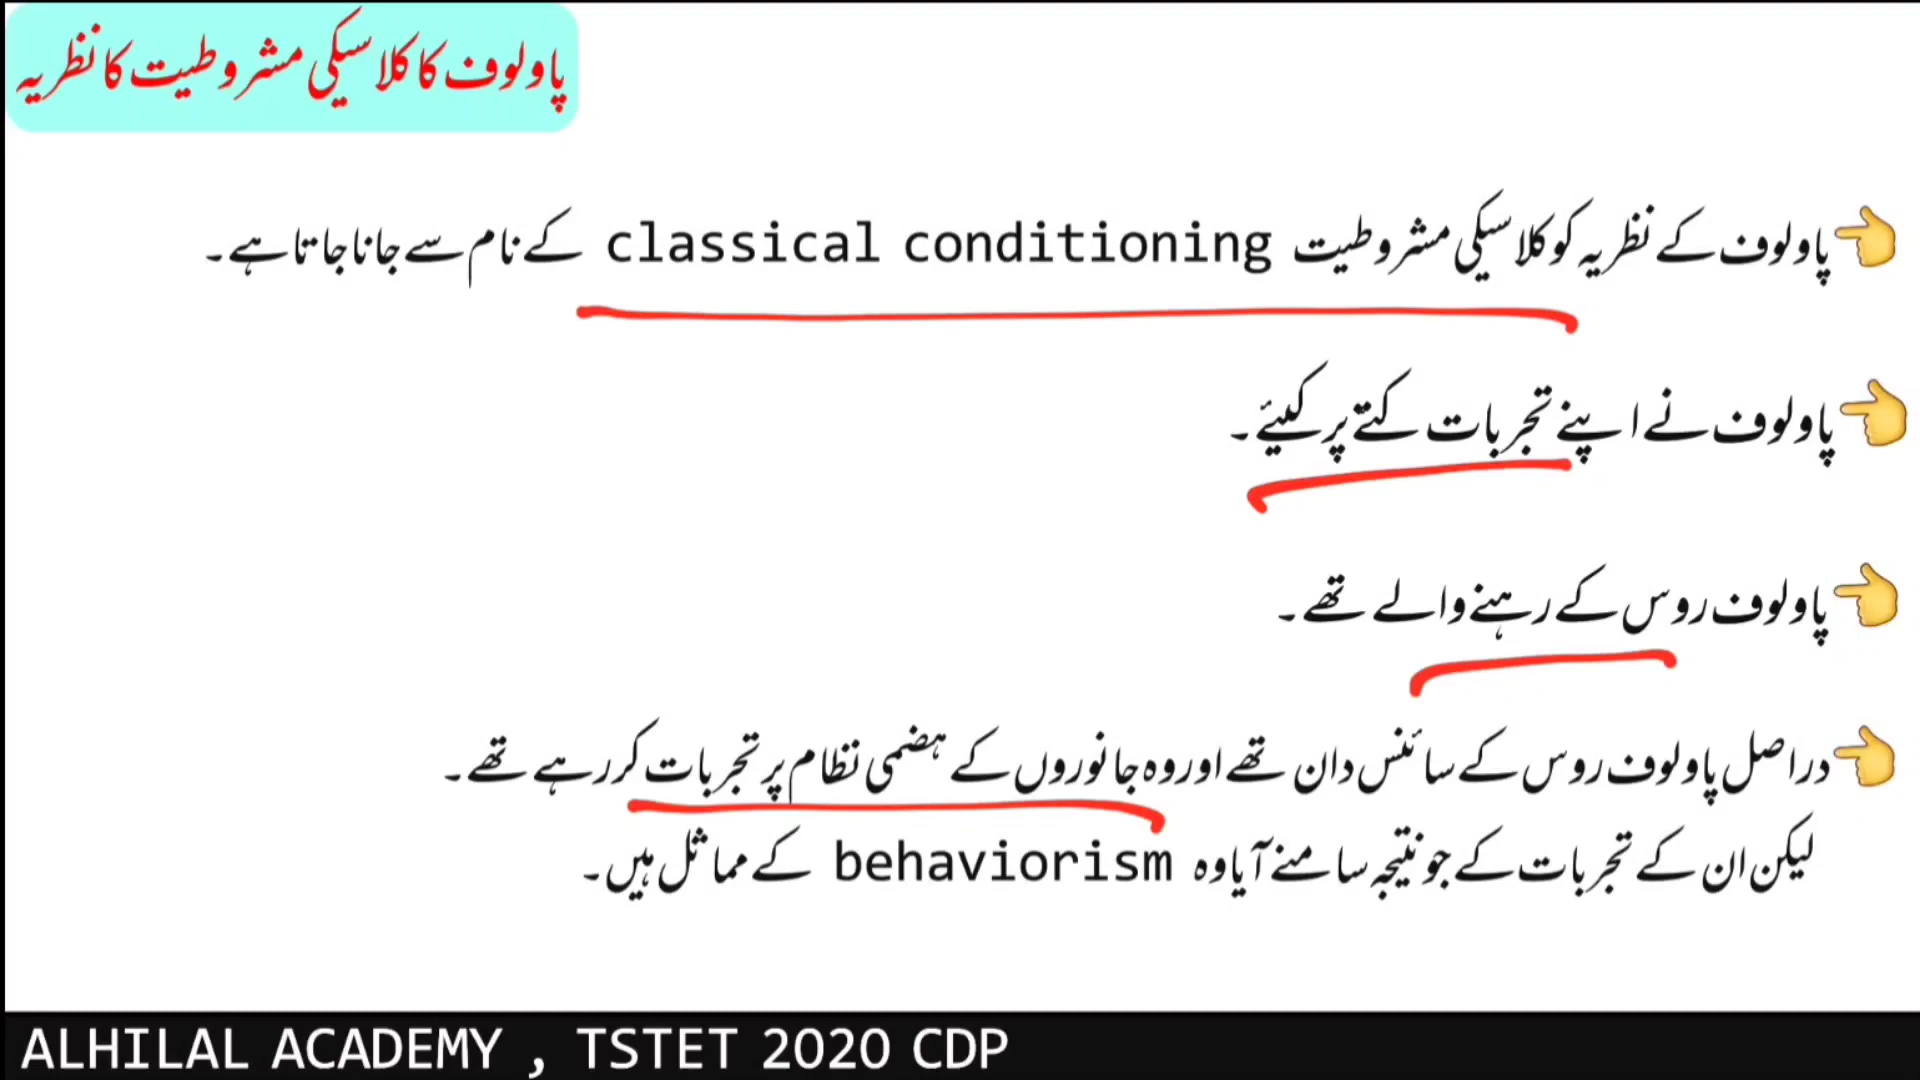 پاولوف کا کلاسیکی مشروطیت کا نظریہ
پاولوف کے نظریہ کو کلاسیکی مشروطیت classical conditioning کے نام سے جانا جاتا ہے۔
پاولوف نے اپنے تجربات کتے پر کیئے۔
پاولوف روس کے رہنے والے تھے۔
دراصل پاولوف روس کے سائنس دان تھے اور وہ جانوروں کے ہضمی نظام پر تجربات کر رہے تھے۔
لیکن ان کے تجربات کے جو نتیجہ سامنے آیا وہ behaviorism کے مماثل ہیں۔
ALHILAL ACADEMY , TSTET 2020 CDP